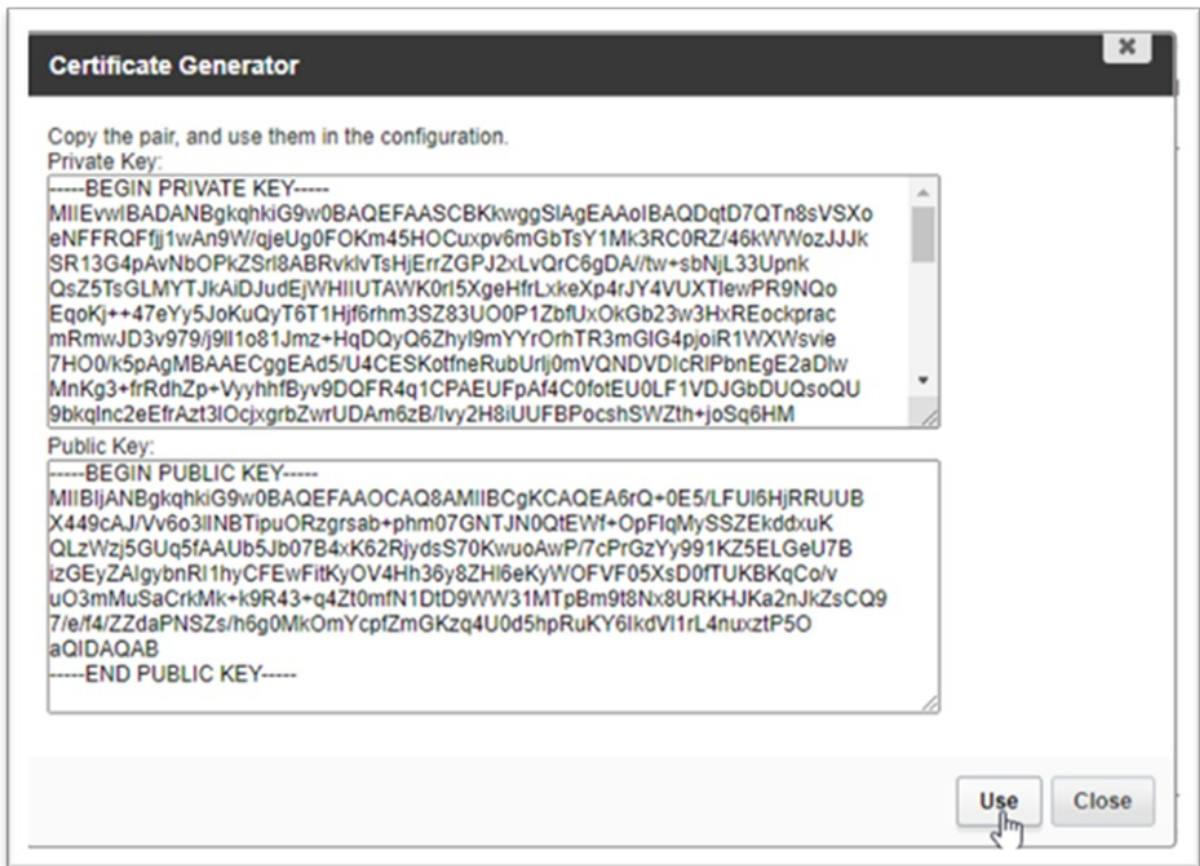 Certificate Generator
Copy the pair, and use them in the configuration.
Private Key:
-----BEGIN PRIVATE KEY-----
MIIEvwIBADANBgkqhkiG9w0BAQEFAASCBKkwggSlAgEAAoIBAQDqtD7QTn8sVSXo
eNFFRQFfjj1wAn9W/qjeUg0FOKm45HOCuxpv6mGbTsY1Mk3RC0RZ/46kWWozJJJk
SR13G4pAvNbOPkZSrl8ABRvklvTsHjErrZGPJ2xLvQrC6gDA//tw+sbNjL33Upnk
QsZ5TsGLMYTJkAiDJudEjWHIIUTAWK0rI5XgeHfrLxkeXp4rJY4VUXTlewPR9NQo
EqoKj++47eYy5JoKuQyT6T1Hjf6rhm3SZ83UO0P1ZbfUxOkGb23w3HxREockprac
mRmwJD3v979/j9lI1o81Jmz+HqDQyQ6Zhyl9mYYrOrhTR3mGlG4pjoiR1WXWsvie
7HO0/k5pAgMBAAECggEAd5/U4CESKotfneRubUrlj0mVQNDVDIcRlPbnEgE2aDlw
MnKg3+frRdhZp+VyyhhfByv9DQFR4q1CPAEUFpAf4C0fotEU0LF1VDJGbDUQsoQU
9bkqInc2eEfrAzt3lOcjxgrbZwrUDAm6zB/Ivy2H8iUUFBPocshSWZth+joSq6HM
Public Key:
-----BEGIN PUBLIC KEY-----
MIIBIjANBgkqhkiG9w0BAQEFAAOCAQ8AMIIBCgKCAQEA6rQ+0E5/LFUl6HjRRUUB
X449cAJ/Vv6o3lINBTipuORzgrsab+phm07GNTJN0QtEWf+OpFlqMySSZEkddxuK
QLzWzj5GUq5fAAUb5Jb07B4xK62RjydsS70KwuoAwP/7cPrGzYy991KZ5ELGeU7B
izGEyZAIgybnRI1hyCFEwFitKyOV4Hh36y8ZHl6eKyWOFVF05XsD0fTUKBKqCo/v
uO3mMuSaCrkMk+k9R43+q4Zt0mfN1DtD9WW31MTpBm9t8Nx8URKHJKa2nJkZsCQ9
7/e/f4/ZZdaPNSZs/h6g0MkOmYcpfZmGKzq4U0d5hpRuKY6IkdVl1rL4nuxztP5O
aQIDAQAB
-----END PUBLIC KEY-----
Use
Close